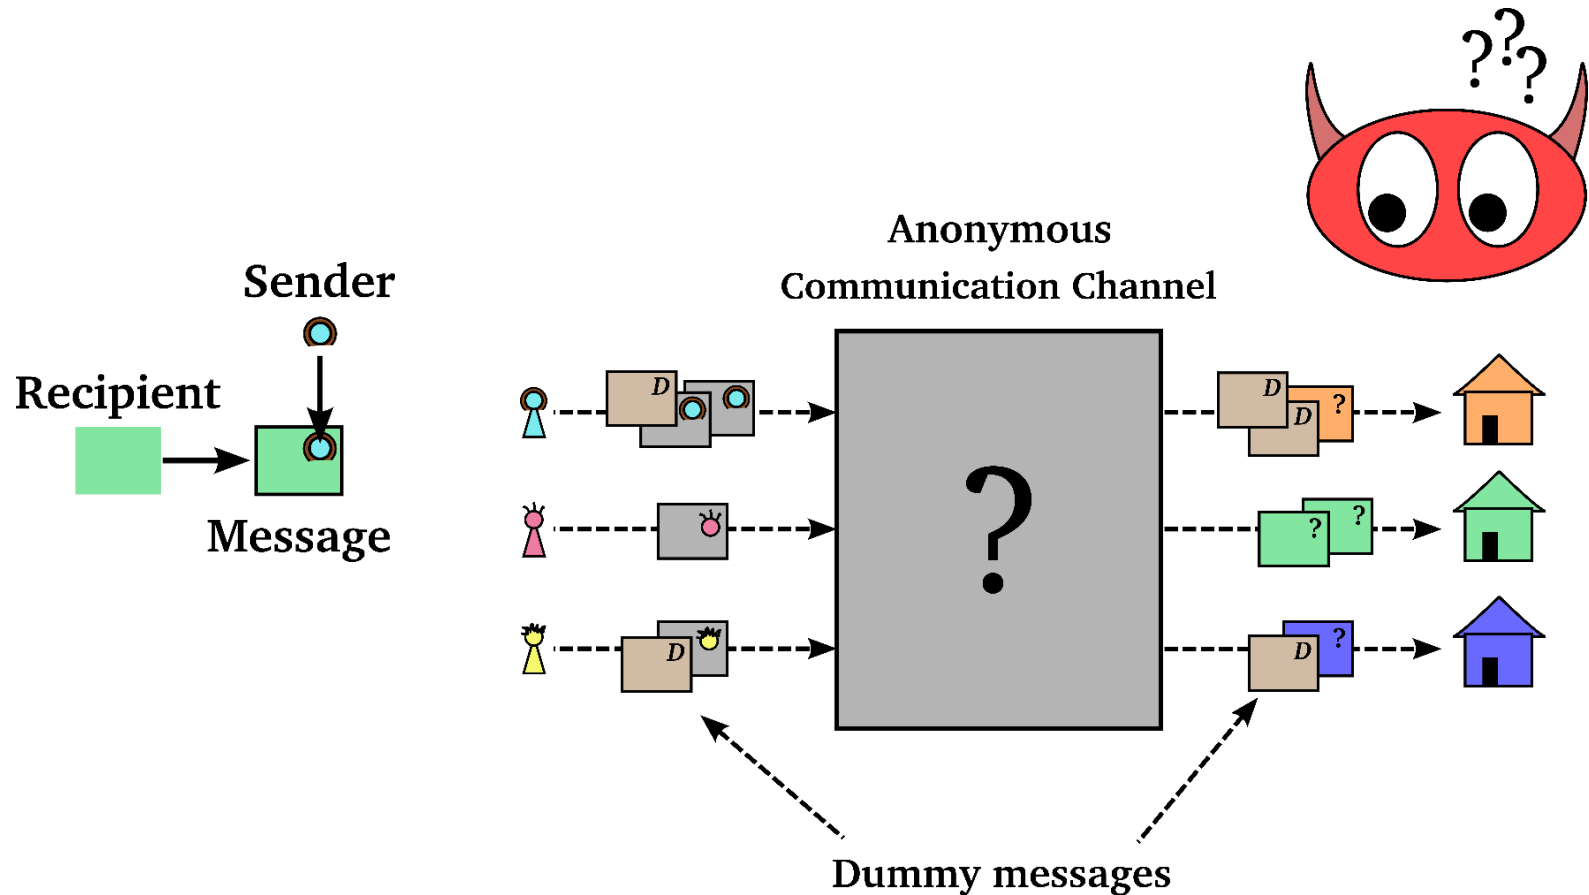 ???
Anonymous
Communication Channel
Sender
Recipient
Message
D
D
?
D
?
?
?
D
D
?
Dummy messages